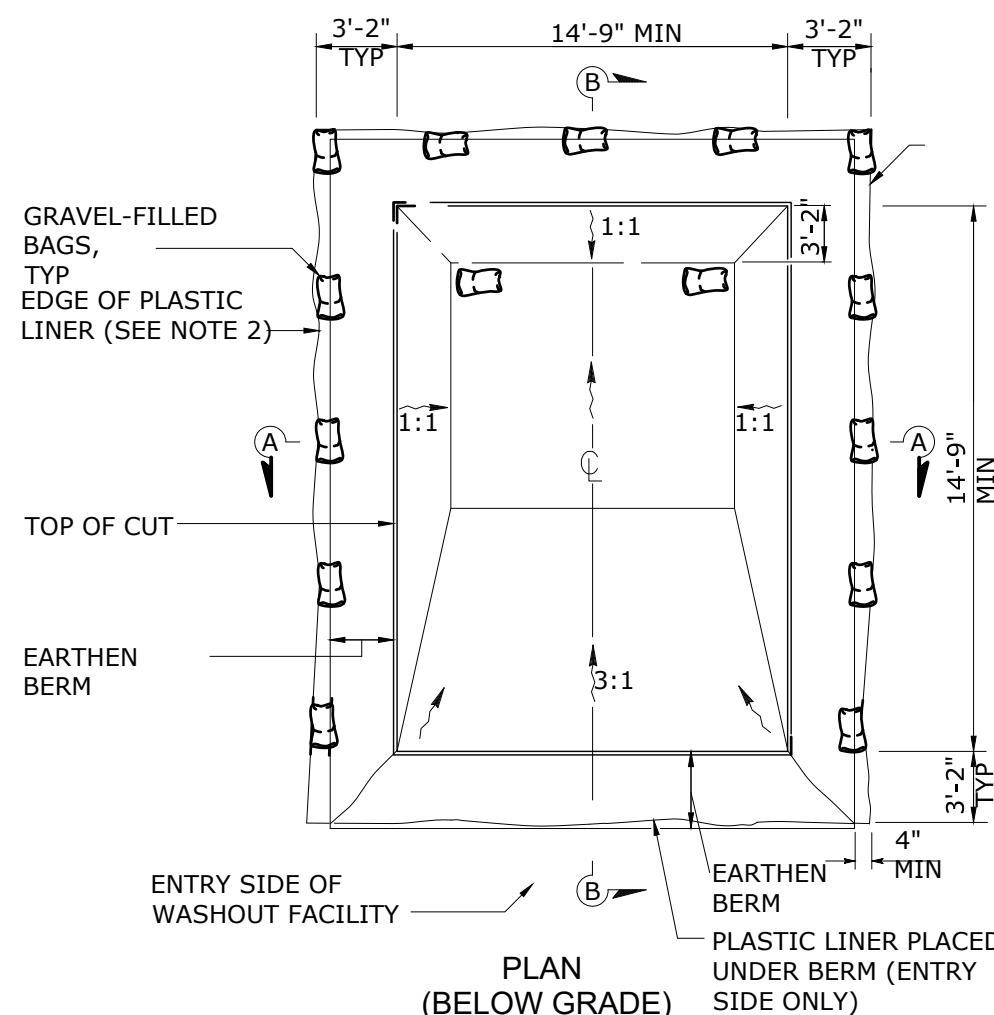 3'-2"
TYP
14'-9" MIN
3'-2"
TYP
B
GRAVEL-FILLED
BAGS,
TYP
EDGE OF PLASTIC
LINER (SEE NOTE 2)
1:1
3'-2"
1:1
1:1
A
A
CL
14'-9"
MIN
TOP OF CUT
EARTHEN
BERM
3:1
3'-2"
TYP
4"
MIN
ENTRY SIDE OF
WASHOUT FACILITY
B
EARTHEN
BERM
PLASTIC LINER PLACED
UNDER BERM (ENTRY
SIDE ONLY)
PLAN
(BELOW GRADE)